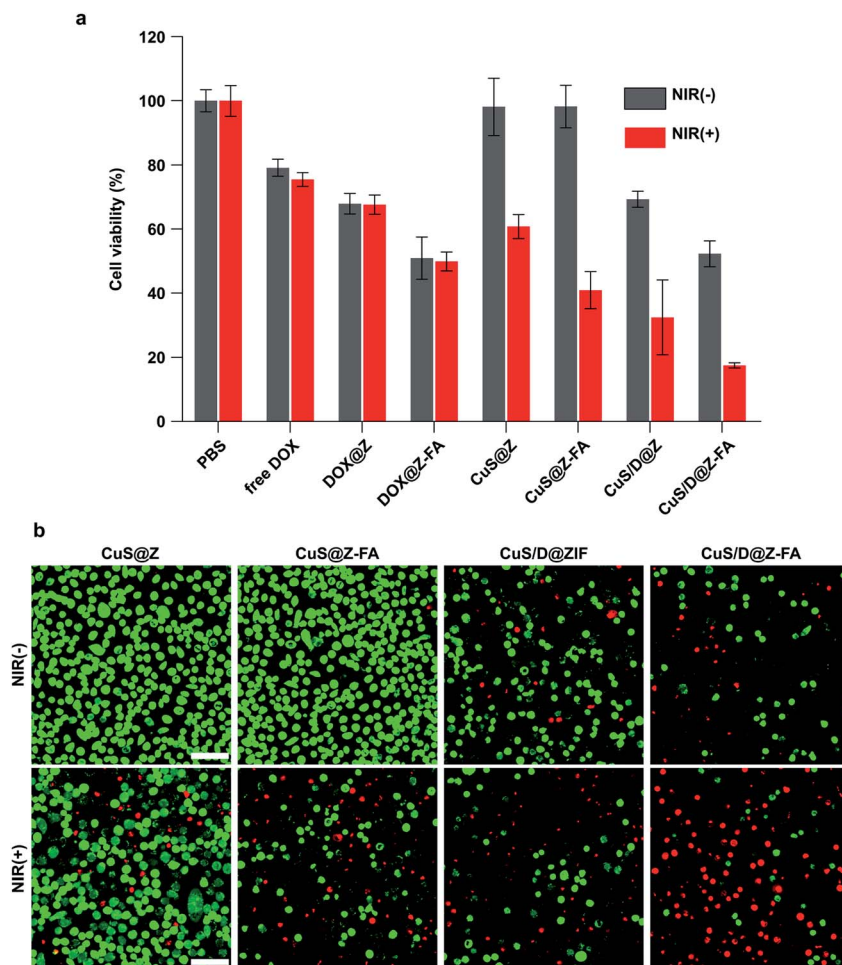 a
120
100
80
60
40
20
0
Cell viability (%)
NIR(-)
NIR(+)
PBS
free DOX
DOX@Z
DOX@Z-FA
CuS@Z
CuS@Z-FA
CuS/D@Z
CuS/D@Z-FA
b
CuS@Z CuS@Z-FA CuS/D@ZIF CuS/D@Z-FA
NIR(-)
NIR(+)